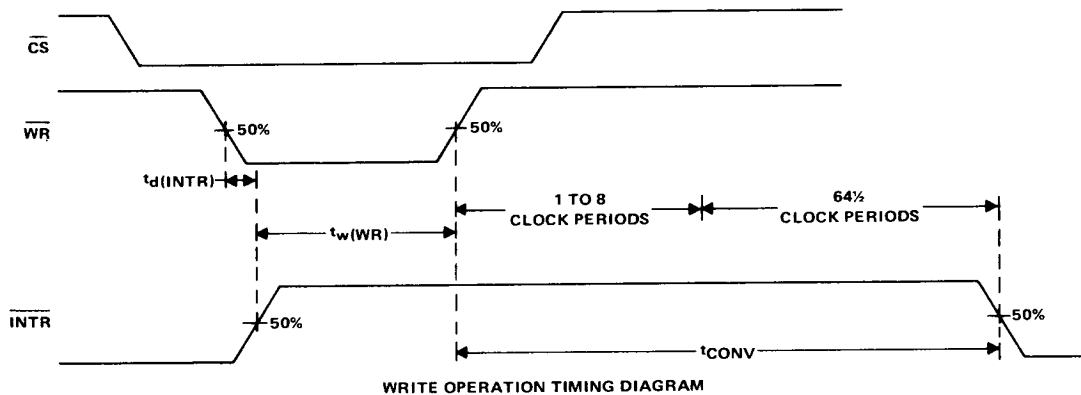 CS
WR
50%
50%
td(INTR)
1 TO 8
CLOCK PERIODS
64½
CLOCK PERIODS
tw(WR)
INTR
50%
50%
tCONV
WRITE OPERATION TIMING DIAGRAM